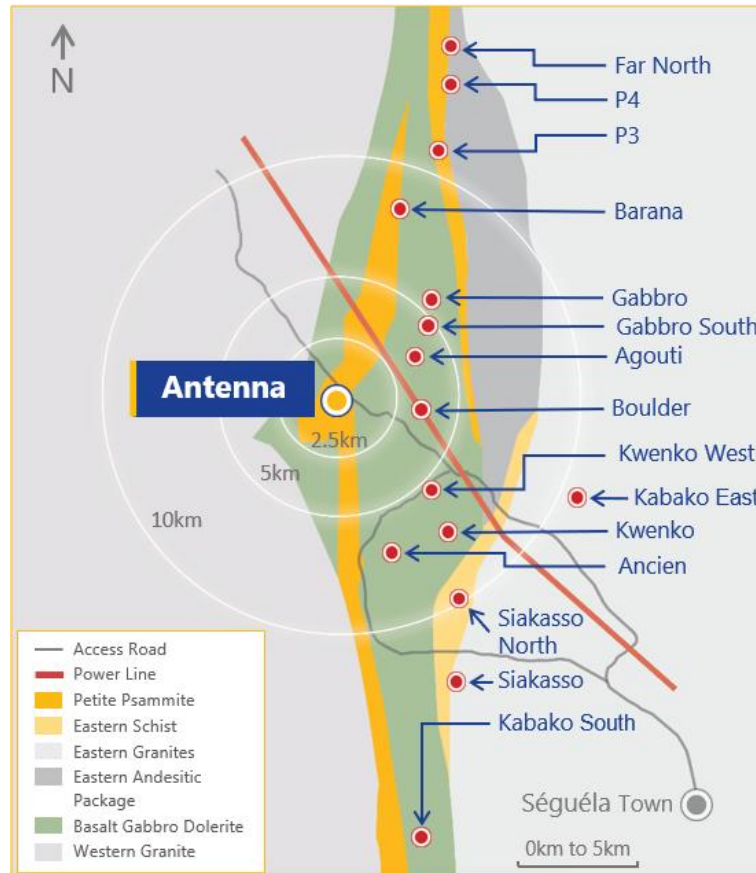 N
Far North
P4
P3
Barana
Gabbro
Gabbro South
Agouti
Antenna
Boulder
2.5km
Kwenko West
5km
Kabako East
10km
Kwenko
Ancien
Siakasso
North
Siakasso
Kabako South
Access Road
Power Line
Petite Psammite
Eastern Schist
Eastern Granites
Eastern Andesitic
Package
Basalt Gabbro Dolerite
Western Granite
Séguéla Town
0km to 5km